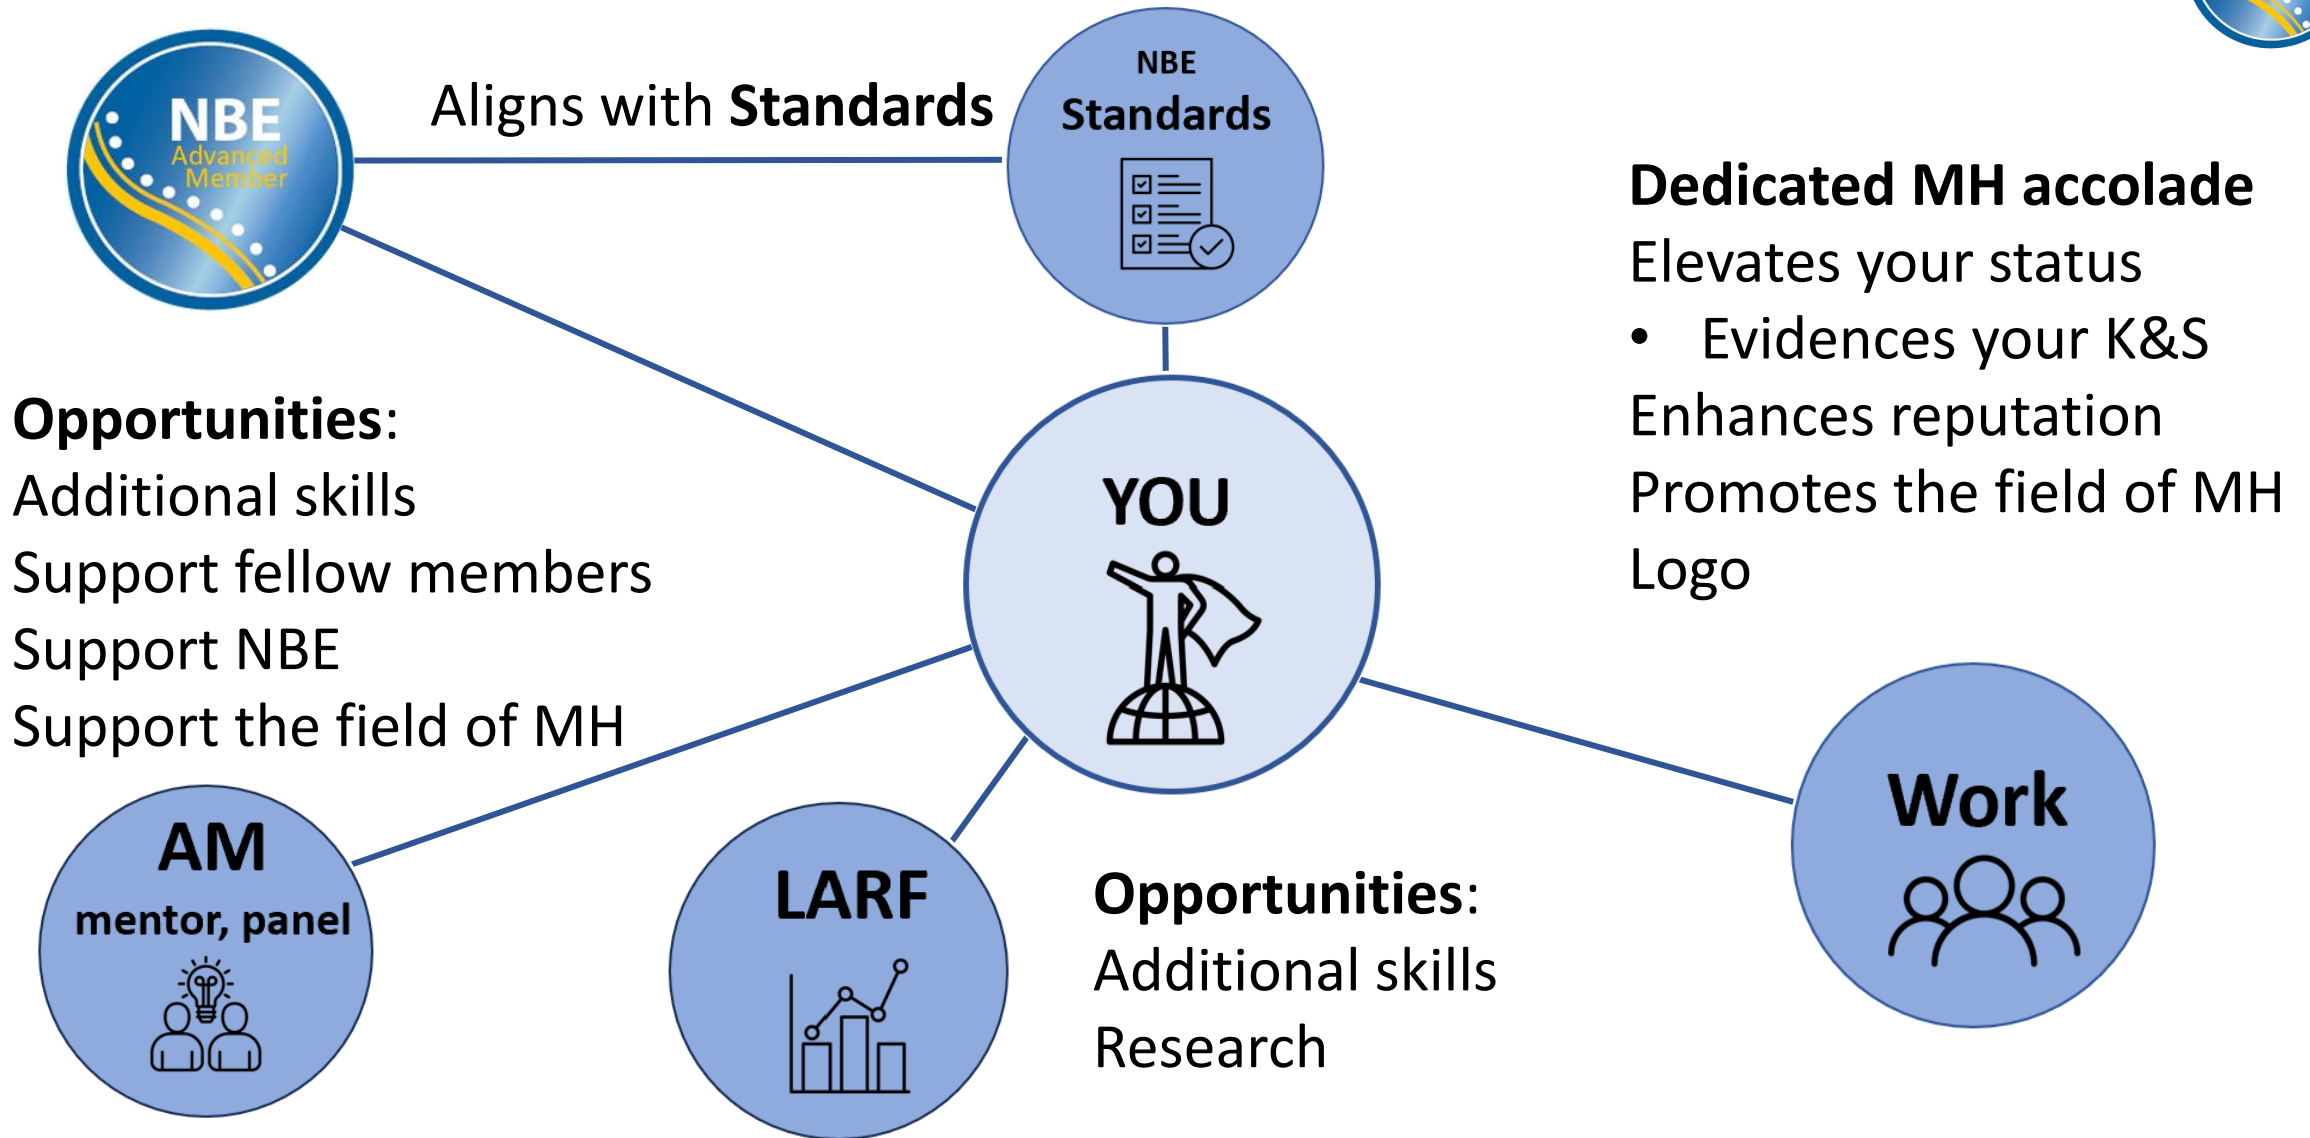 NBE
Advanced
Member
Aligns with Standards
NBE
Standards
Dedicated MH accolade
Elevates your status
• Evidences your K&S
Enhances reputation
Promotes the field of MH
Logo
Opportunities:
Additional skills
Support fellow members
Support NBE
Support the field of MH
YOU
AM
mentor, panel
LARF
Opportunities:
Additional skills
Research
Work